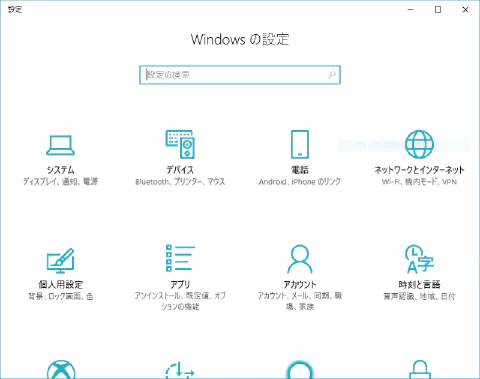 設定
Windows の設定
設定の検索
システム
ディスプレイ、通知、電源
デバイス
Bluetooth、プリンター、マウス
電話
Android、iPhone のリンク
ネットワークとインターネット
Wi-Fi、機内モード、VPN
個人用設定
背景、ロック画面、色
アプリ
アンインストール、既定値、オプ
ションの機能
アカウント
アカウント、メール、同期、職
場、家族
時刻と言語
音声認識、地域、日付